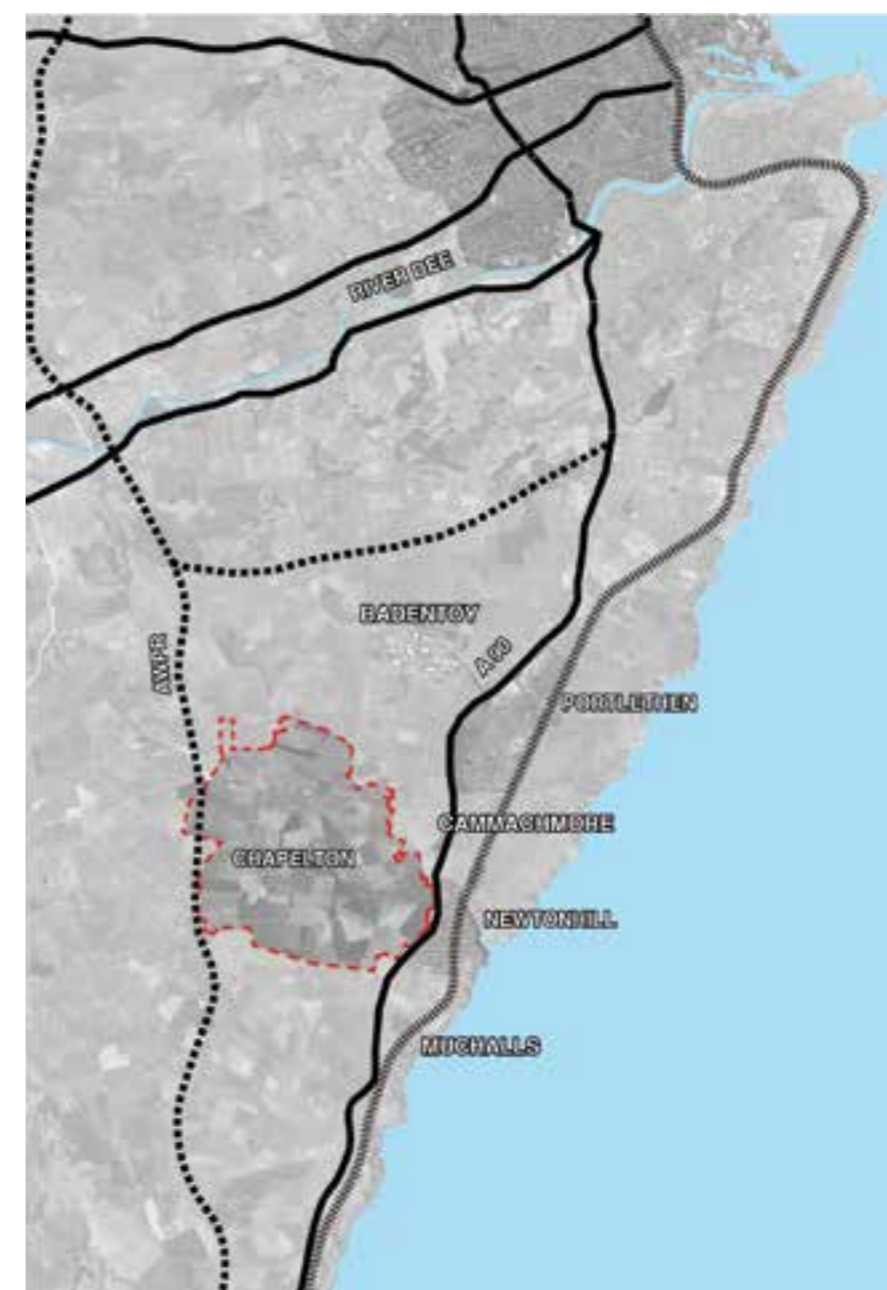 RIVER DEE
BADENTOY
AWPR
A 90
PORTLETHEN
CAMMACHMORE
CHAPELTON
NEWTONHILL
MUCHALLS